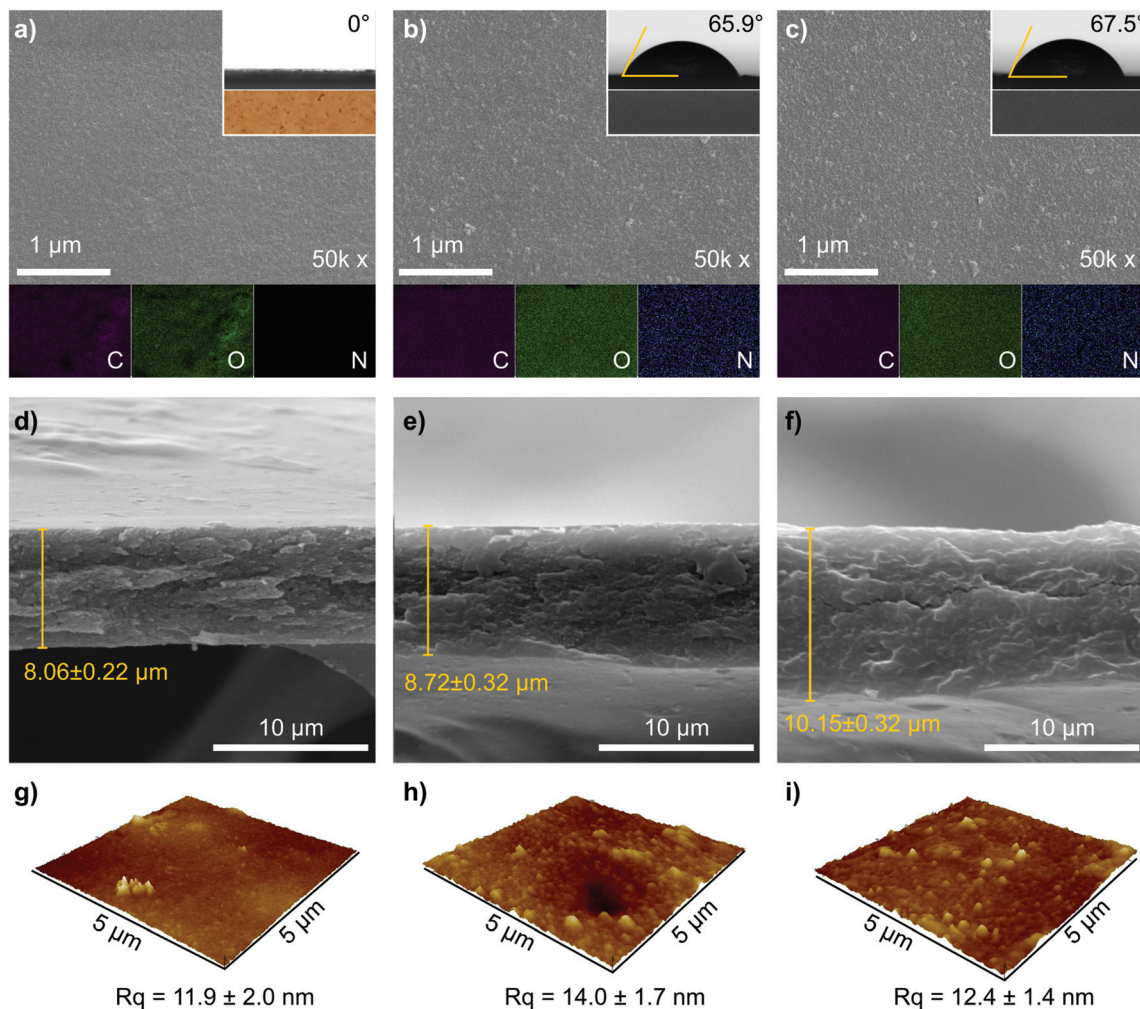 a)
0°
1 µm
50k x
C
O
N
b)
65.9°
1 µm
50k x
C
O
N
c)
67.5°
1 µm
50k x
C
O
N
d)
8.06±0.22 µm
10 µm
e)
8.72±0.32 µm
10 µm
f)
10.15±0.32 µm
10 µm
g)
5 µm
5 µm
Rq = 11.9 ± 2.0 nm
h)
5 µm
5 µm
Rq = 14.0 ± 1.7 nm
i)
5 µm
5 µm
Rq = 12.4 ± 1.4 nm